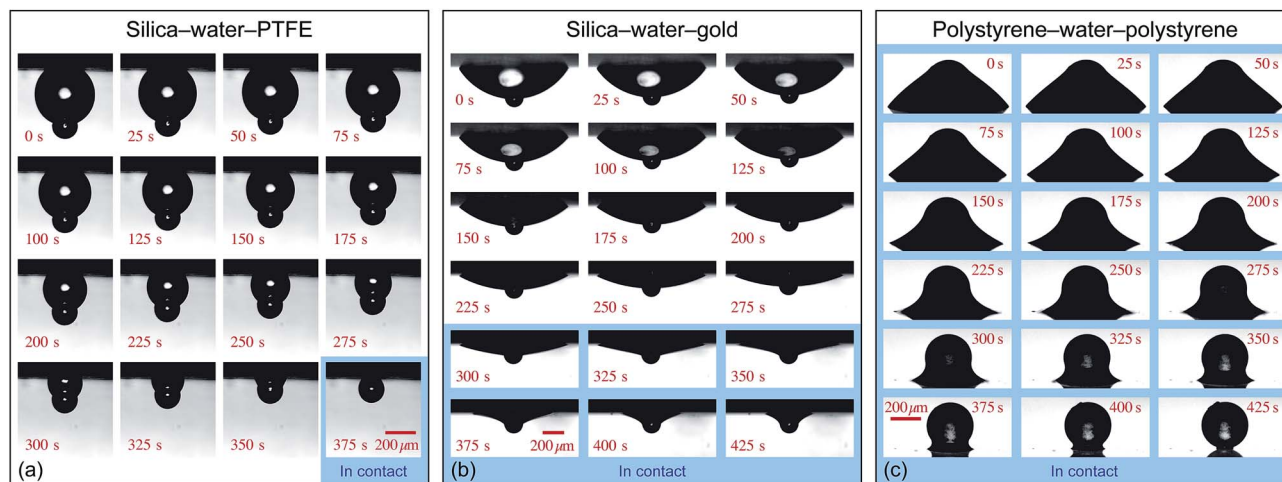 Silica–water–PTFE
0 s
25 s
50 s
75 s
100 s
125 s
150 s
175 s
200 s
225 s
250 s
275 s
300 s
325 s
350 s
375 s
200 μm
(a)
In contact
Silica–water–gold
0 s
25 s
50 s
75 s
100 s
125 s
150 s
175 s
200 s
225 s
250 s
275 s
300 s
325 s
350 s
375 s
200 μm
400 s
425 s
(b)
In contact
Polystyrene–water–polystyrene
0 s
25 s
50 s
75 s
100 s
125 s
150 s
175 s
200 s
225 s
250 s
275 s
300 s
325 s
350 s
200 μm
375 s
400 s
425 s
(c)
In contact